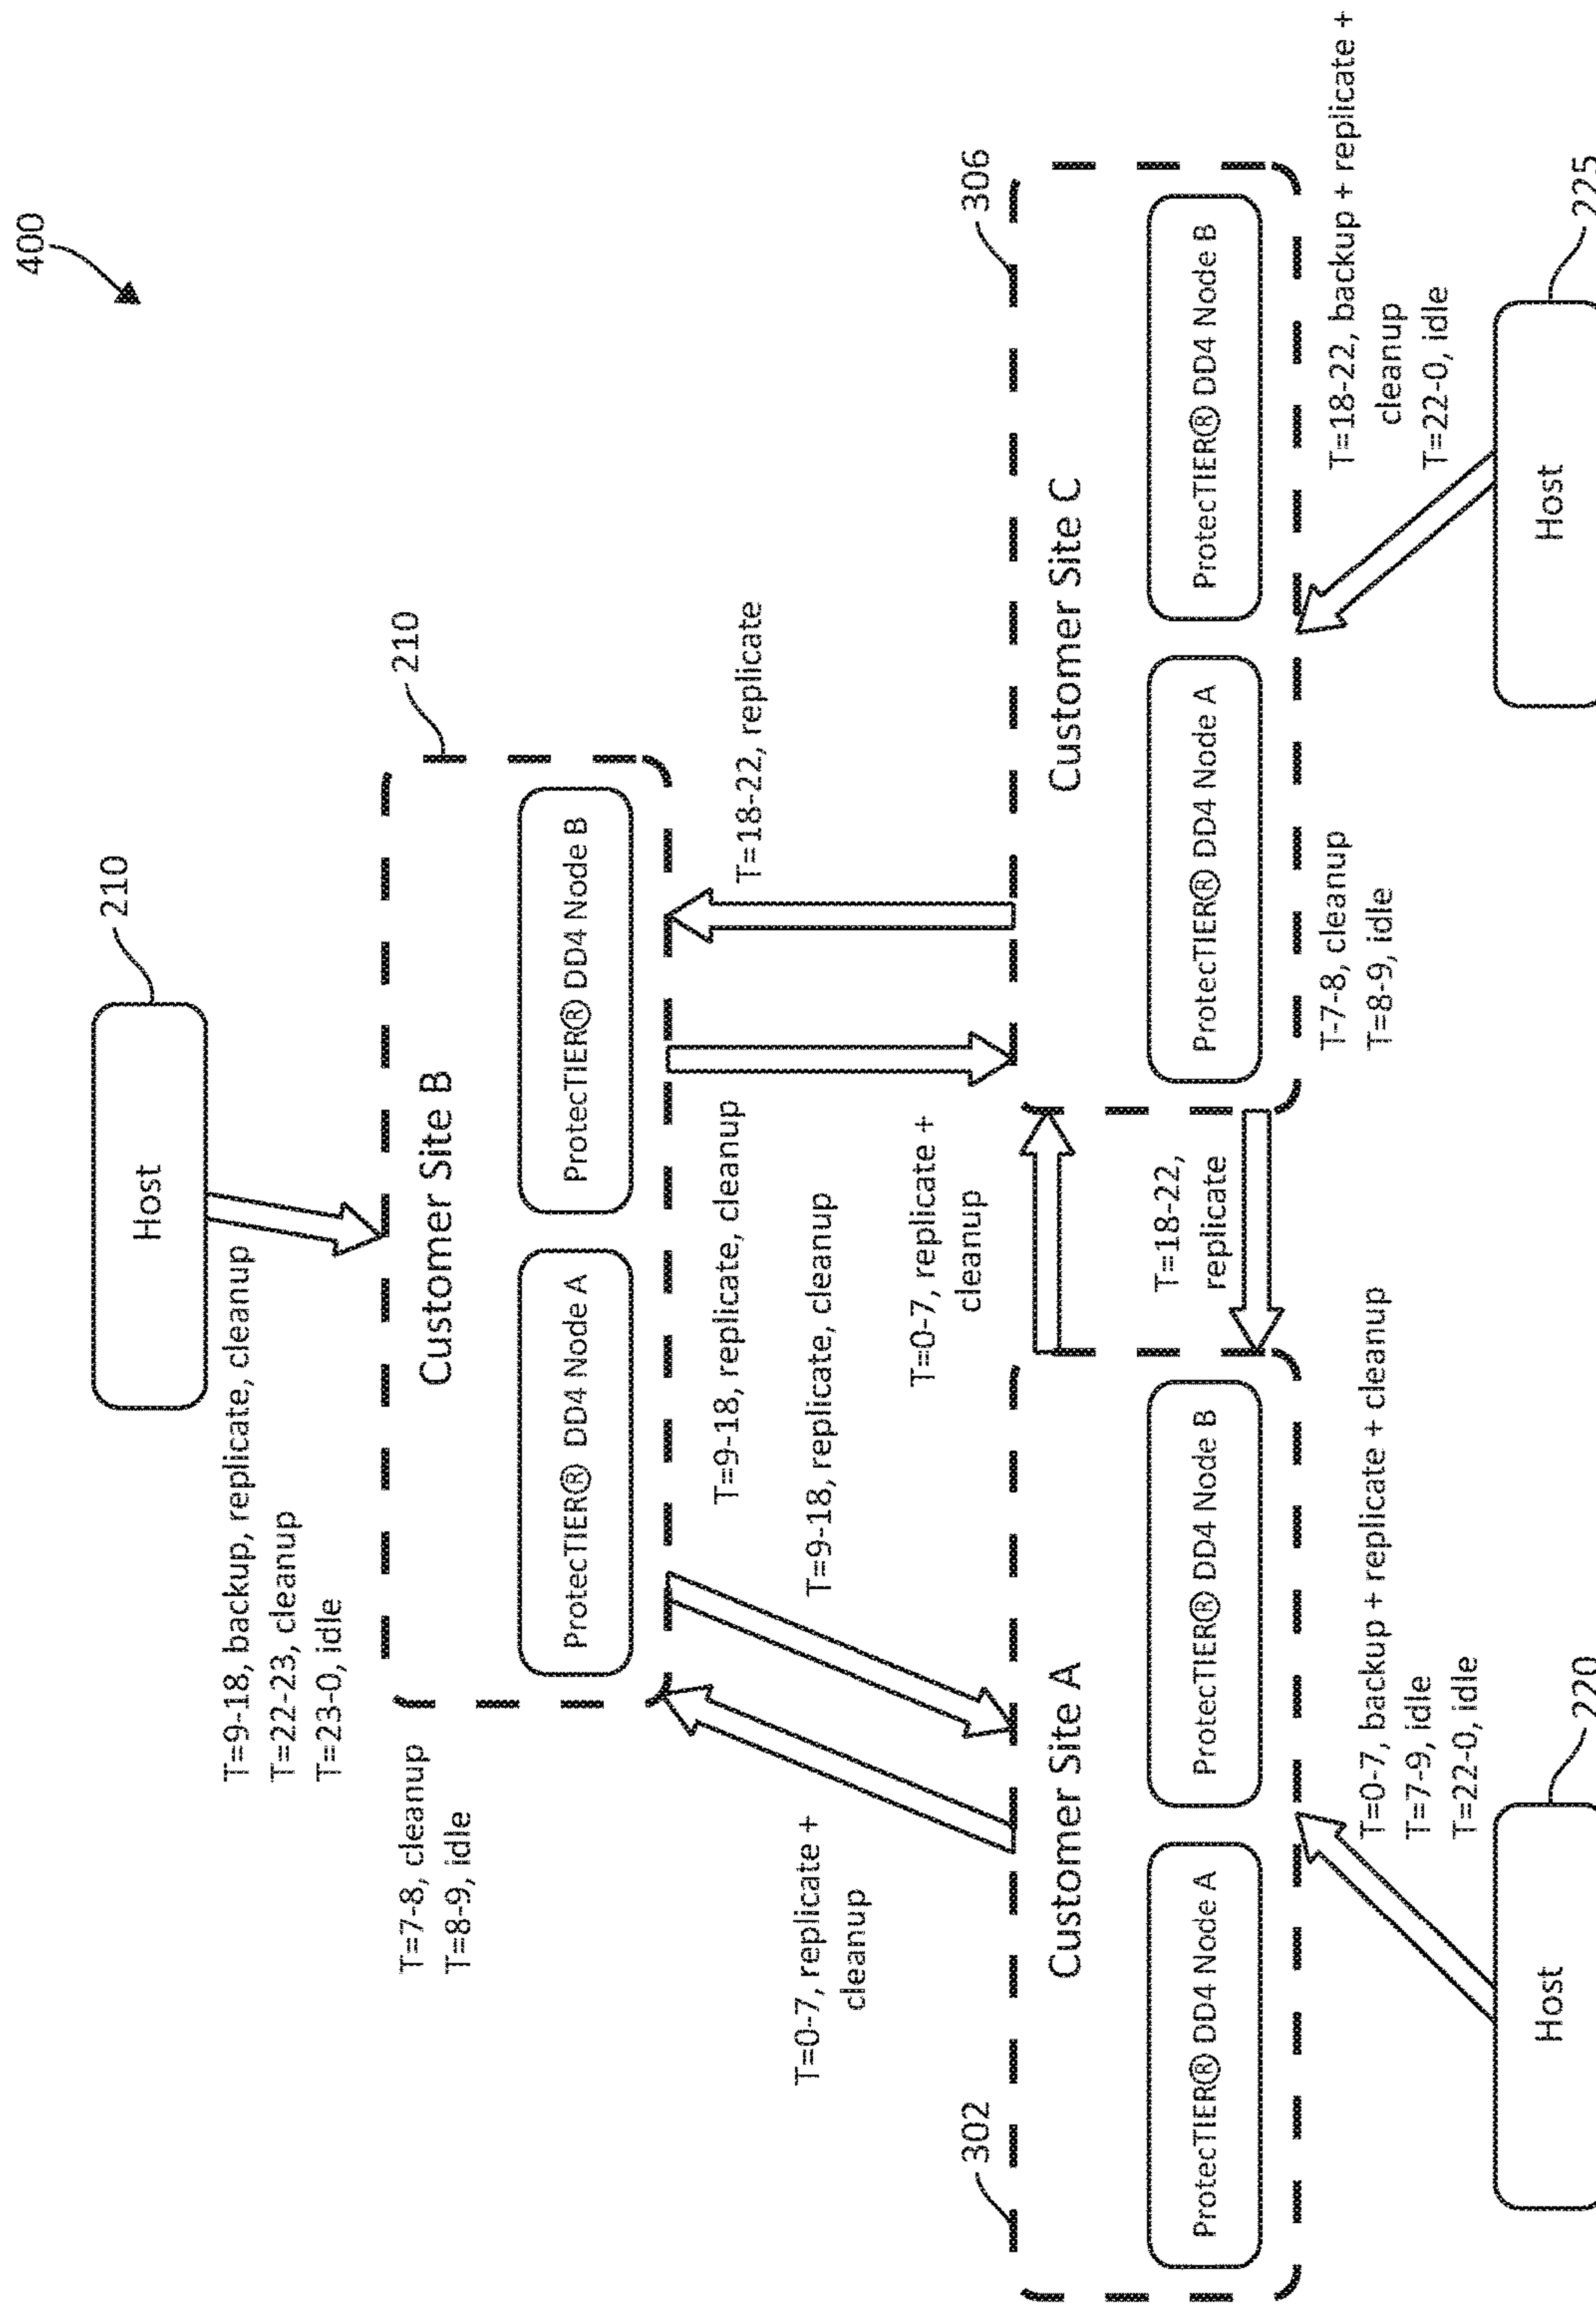 400
210
Host
T=9-18, backup, replicate, cleanup
T=22-23, cleanup
T=23-0, idle
210
T=7-8, cleanup
T=8-9, idle
Customer Site B
ProtecTIER® DD4 Node A
ProtecTIER® DD4 Node B
T=9-18, replicate, cleanup
T=18-22, replicate
T=0-7, replicate +
cleanup
T=9-18, replicate, cleanup
T=0-7, replicate +
cleanup
302
306
Customer Site A
ProtecTIER® DD4 Node A
ProtecTIER® DD4 Node B
T=18-22,
replicate
Customer Site C
ProtecTIER® DD4 Node A
ProtecTIER® DD4 Node B
T=0-7, backup + replicate + cleanup
T=7-9, idle
T=22-0, idle
T-7-8, cleanup
T=8-9, idle
T=18-22, backup + replicate +
cleanup
T=22-0, idle
Host
220
Host
225